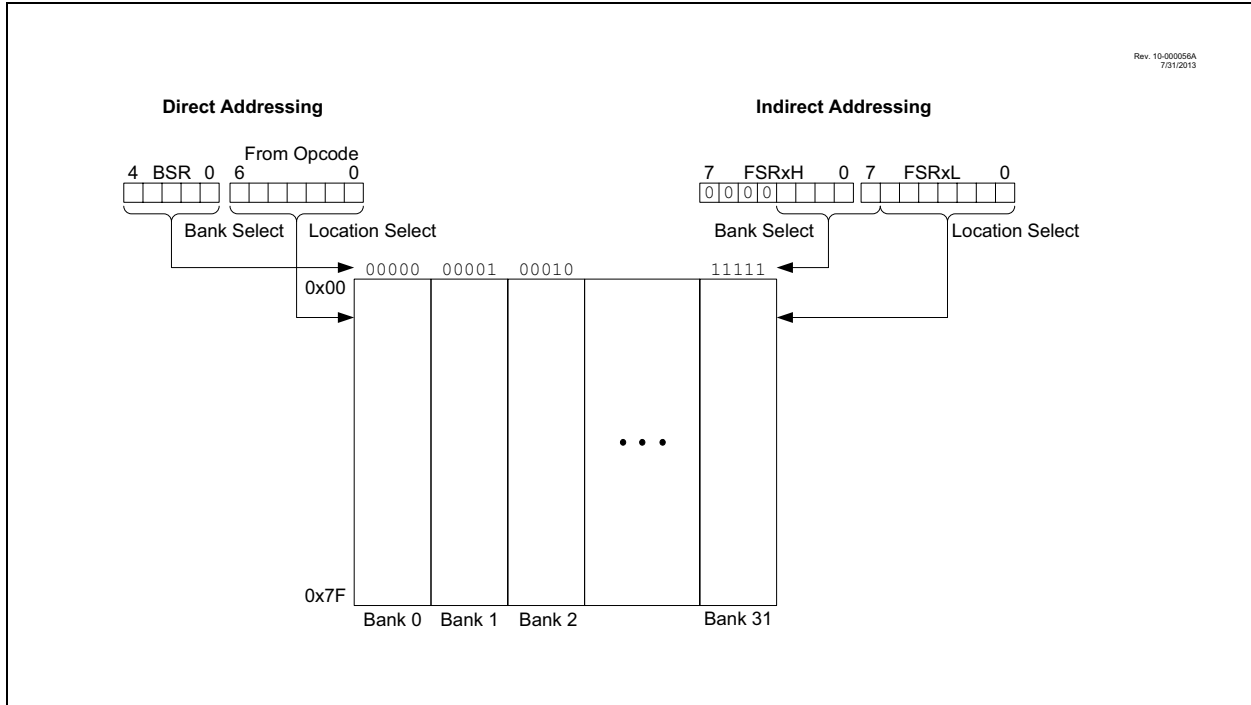 Rev. 10-000056A
7/31/2013
Direct Addressing
Indirect Addressing
From Opcode
4 BSR 0 6 0
7 FSRxH 0 7 FSRxL 0
0 0 0 0
Bank Select Location Select
Bank Select Location Select
00000 00001 00010 11111
0x00
• • •
0x7F
Bank 0 Bank 1 Bank 2 Bank 31